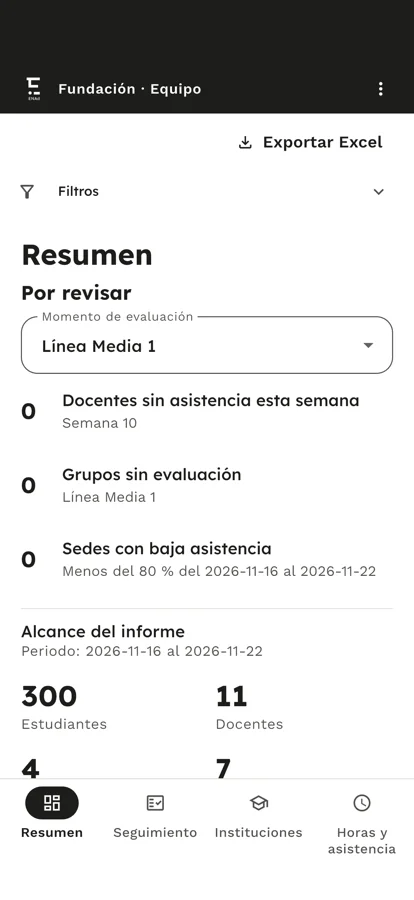 EMAÚ
Fundación · Equipo
Exportar Excel
Filtros
Resumen
Por revisar
Momento de evaluación
Línea Media 1
0
Docentes sin asistencia esta semana
Semana 10
0
Grupos sin evaluación
Línea Media 1
0
Sedes con baja asistencia
Menos del 80 % del 2026-11-16 al 2026-11-22
Alcance del informe
Periodo: 2026-11-16 al 2026-11-22
300
Estudiantes
11
Docentes
4
7
Resumen
Seguimiento
Instituciones
Horas y
asistencia